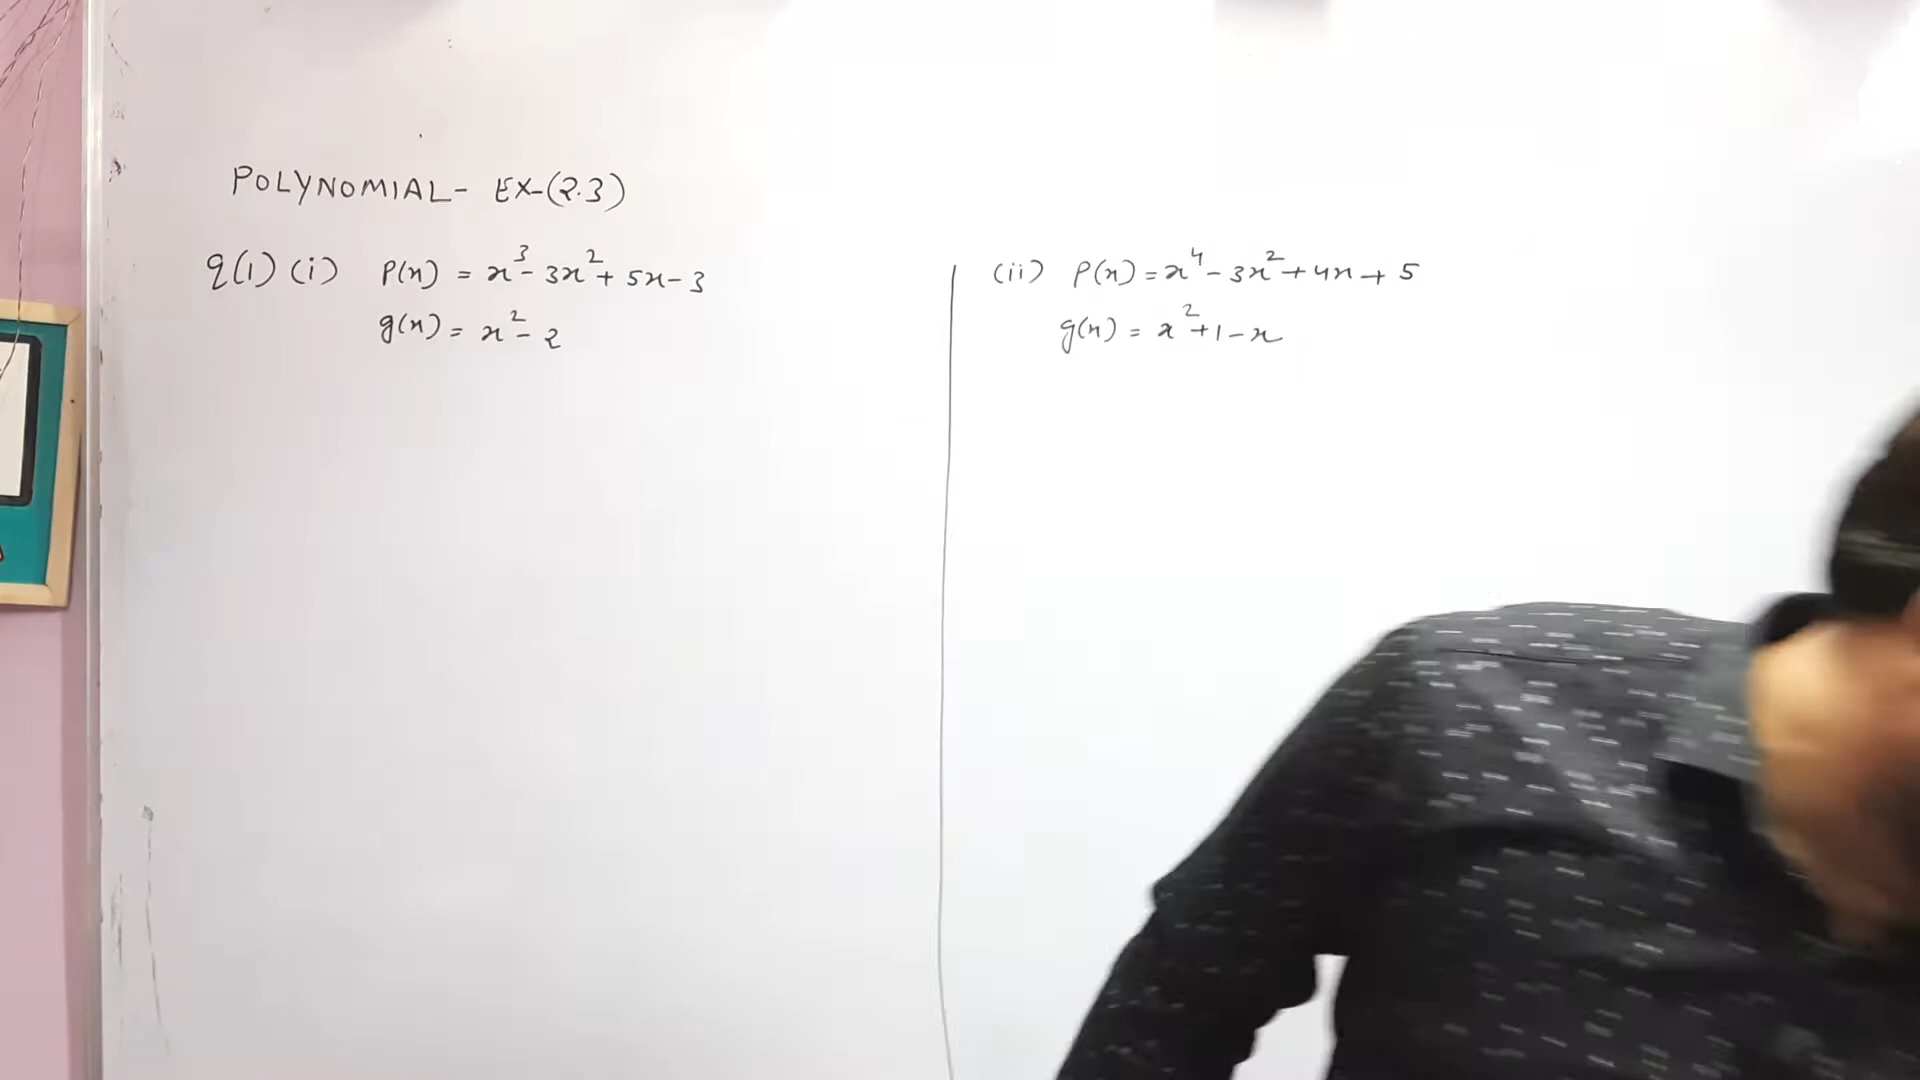 POLYNOMIAL- EX-(2.3)
Q(1) (i) P(x) = x³- 3x²+ 5x-3
g(x) = x²- 2
(ii) P(x) = x⁴- 3x²+4x+ 5
g(x) = x²+1-x